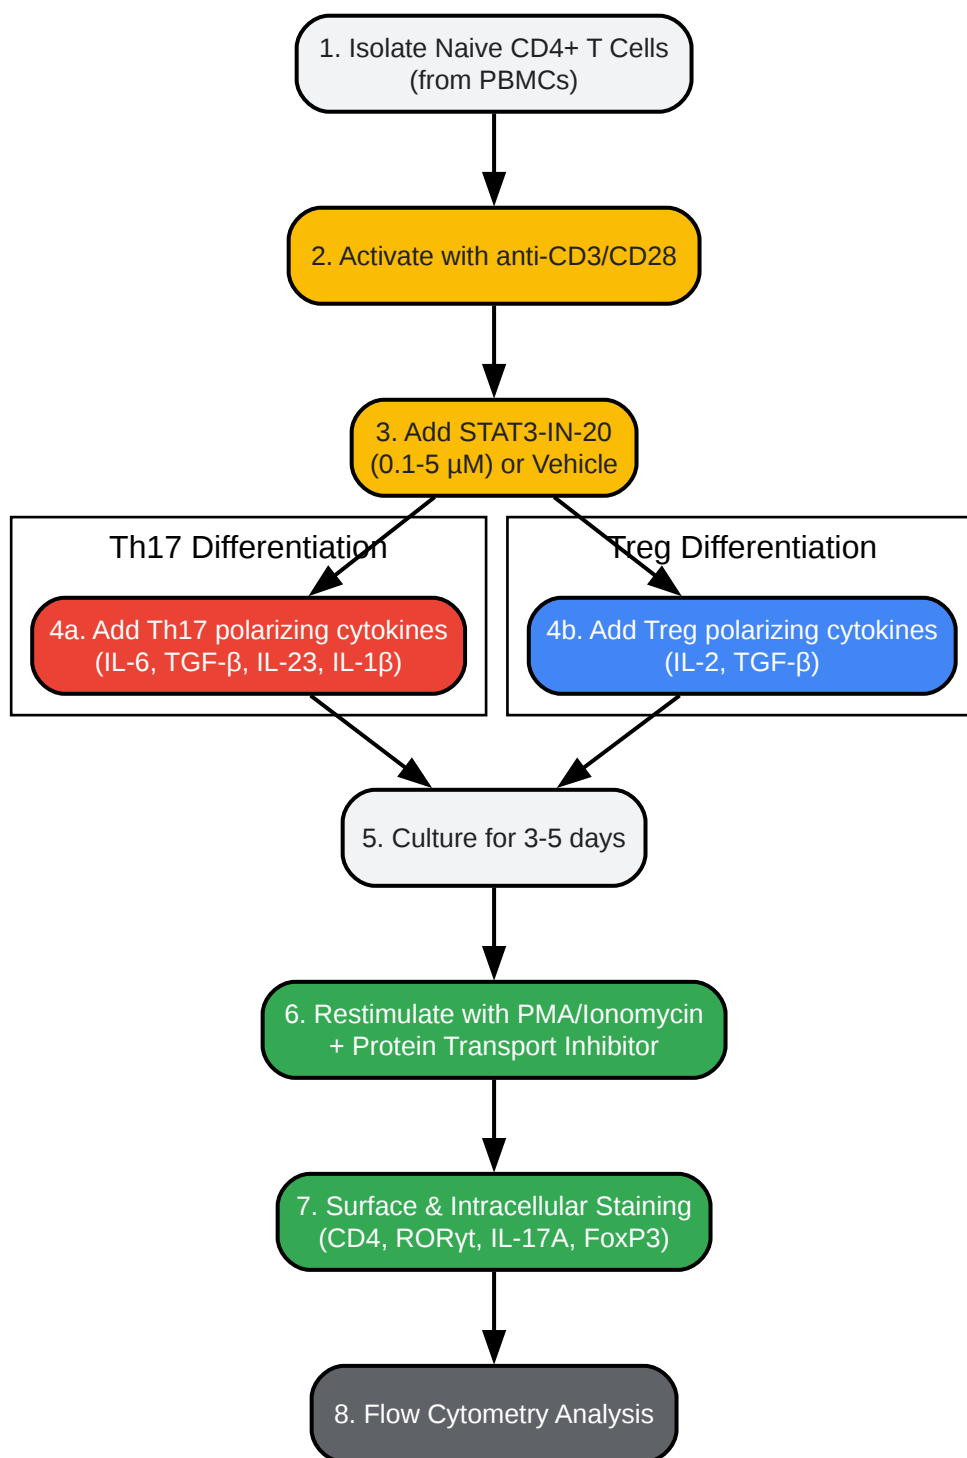 1. Isolate Naive CD4+ T Cells
(from PBMCs)
2. Activate with anti-CD3/CD28
3. Add STAT3-IN-20
(0.1-5 µM) or Vehicle
Th17 Differentiation
Treg Differentiation
4a. Add Th17 polarizing cytokines
(IL-6, TGF-β, IL-23, IL-1β)
4b. Add Treg polarizing cytokines
(IL-2, TGF-β)
5. Culture for 3-5 days
6. Restimulate with PMA/Ionomycin
+ Protein Transport Inhibitor
7. Surface & Intracellular Staining
(CD4, RORγt, IL-17A, FoxP3)
8. Flow Cytometry Analysis